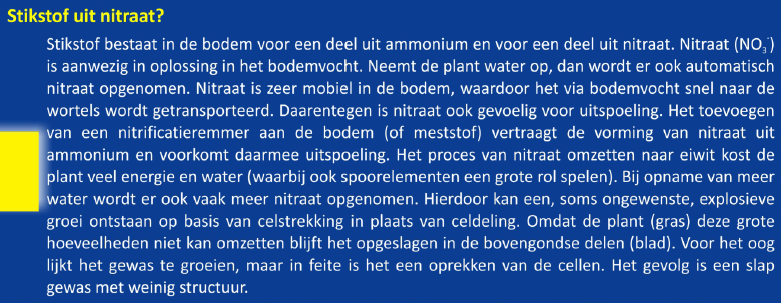 Stikstof uit nitraat?
Stikstof bestaat in de bodem voor een deel uit ammonium en voor een deel uit nitraat. Nitraat (NO₃⁻)
is aanwezig in oplossing in het bodemvocht. Neemt de plant water op, dan wordt er ook automatisch
nitraat opgenomen. Nitraat is zeer mobiel in de bodem, waardoor het via bodemvocht snel naar de
wortels wordt getransporteerd. Daarentegen is nitraat ook gevoelig voor uitspoeling. Het toevoegen
van een nitrificatieremmer aan de bodem (of meststof) vertraagt de vorming van nitraat uit
ammonium en voorkomt daarmee uitspoeling. Het proces van nitraat omzetten naar eiwit kost de
plant veel energie en water (waarbij ook spoorelementen een grote rol spelen). Bij opname van meer
water wordt er ook vaak meer nitraat opgenomen. Hierdoor kan een, soms ongewenste, explosieve
groei ontstaan op basis van celstrekking in plaats van celdeling. Omdat de plant (gras) deze grote
hoeveelheden niet kan omzetten blijft het opgeslagen in de bovengondse delen (blad). Voor het oog
lijkt het gewas te groeien, maar in feite is het een oprekken van de cellen. Het gevolg is een slap
gewas met weinig structuur.